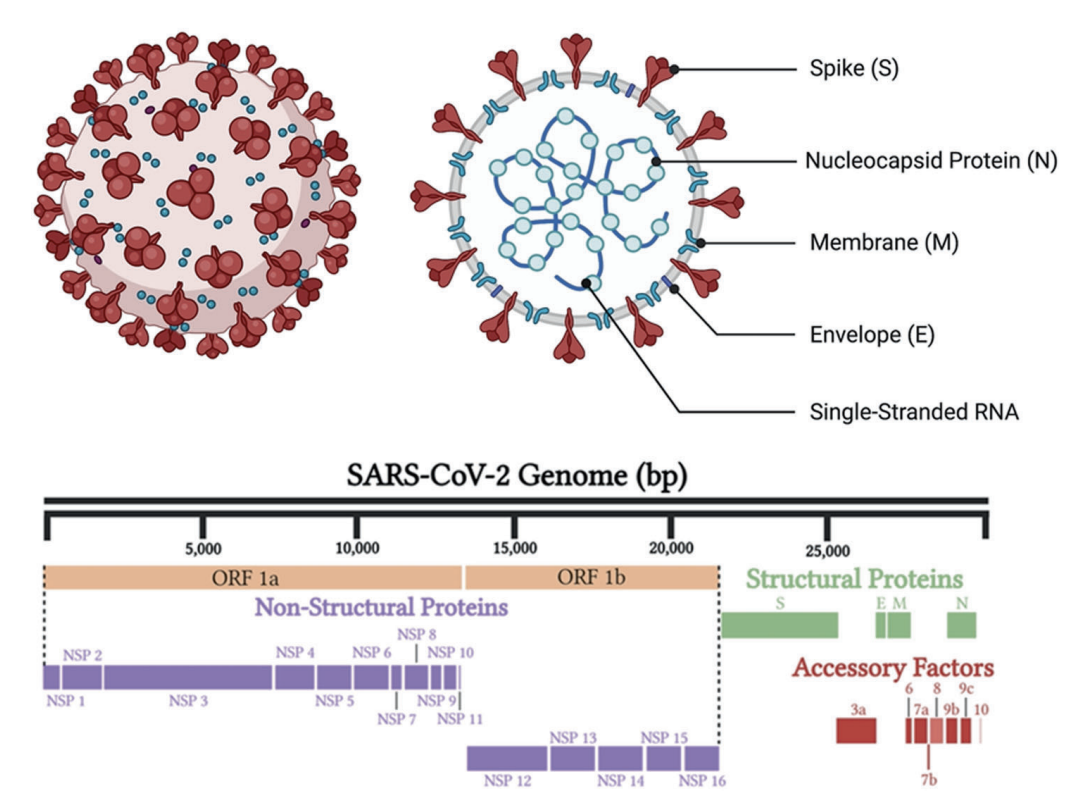 Spike (S)
Nucleocapsid Protein (N)
Membrane (M)
Envelope (E)
Single-Stranded RNA
SARS-CoV-2 Genome (bp)
5,000 10,000 15,000 20,000 25,000
ORF 1a ORF 1b
Structural Proteins
S E M N
Non-Structural Proteins
NSP 8
NSP 2 NSP 4 NSP 6 NSP 10
NSP 1 NSP 3 NSP 5 NSP 9
NSP 7 NSP 11
Accessory Factors
6 8 9c
3a 7a 9b 10
7b
NSP 13 NSP 15
NSP 12 NSP 14 NSP 16